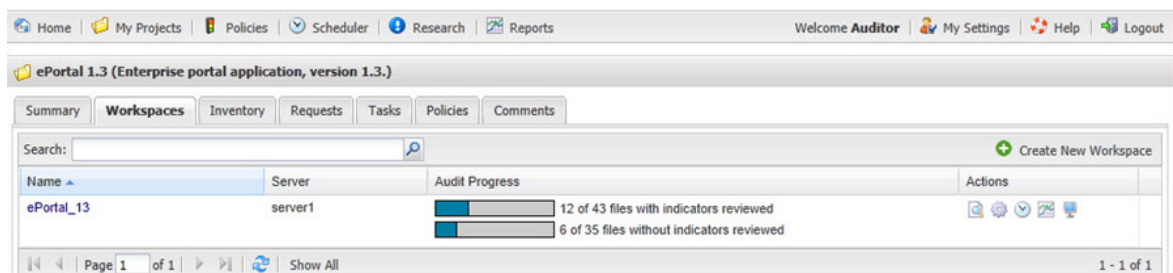 Home | My Projects | Policies | Scheduler | Research | Reports Welcome Auditor | My Settings | Help | Logout
ePortal 1.3 (Enterprise portal application, version 1.3.)
Summary Workspaces Inventory Requests Tasks Policies Comments
Search: Create New Workspace
Name Server Audit Progress Actions
ePortal_13 server1 12 of 43 files with indicators reviewed
6 of 35 files without indicators reviewed
Page 1 of 1 Show All 1 - 1 of 1